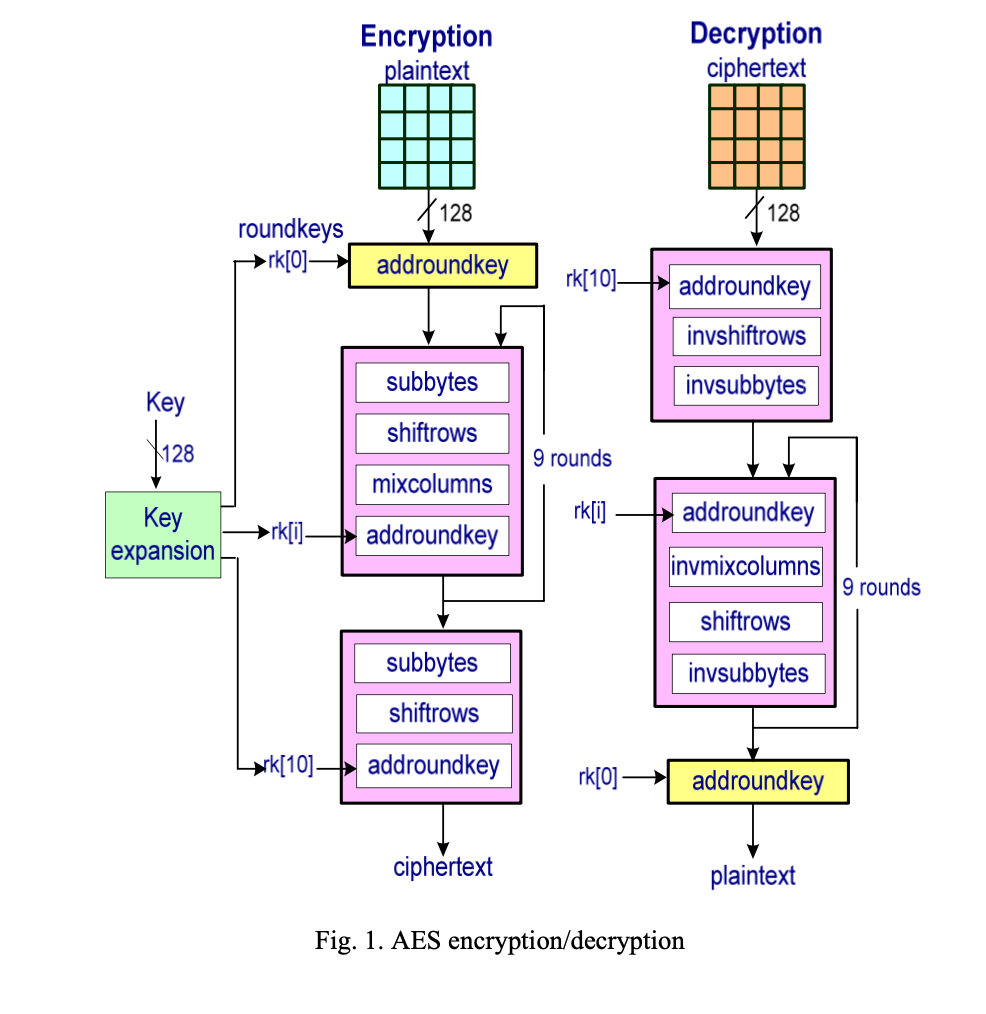 Encryption
plaintext
128
roundkeys
rk[0]
addroundkey
subbytes
shiftrows
mixcolumns
addroundkey
9 rounds
Key
128
Key
expansion
rk[i]
subbytes
shiftrows
addroundkey
rk[10]
ciphertext
Decryption
ciphertext
128
rk[10]
addroundkey
invshiftrows
invsubbytes
rk[i]
addroundkey
invmixcolumns
shiftrows
invsubbytes
9 rounds
rk[0]
addroundkey
plaintext
Fig. 1. AES encryption/decryption